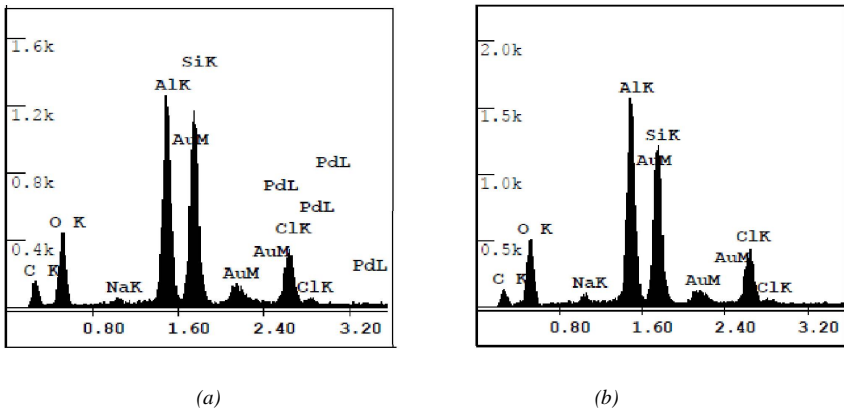 1.6k
SiK
AlK
1.2k
AuM
PdL
0.8k
PdL
PdL
O K
ClK
0.4k
AuM
PdL
C K
AuM
NaK
ClK
0.80 1.60 2.40 3.20
(a)
2.0k
AlK
1.5k
SiK
AuM
1.0k
O K
ClK
0.5k
AuM
C K
NaK
AuM
ClK
0.80 1.60 2.40 3.20
(b)